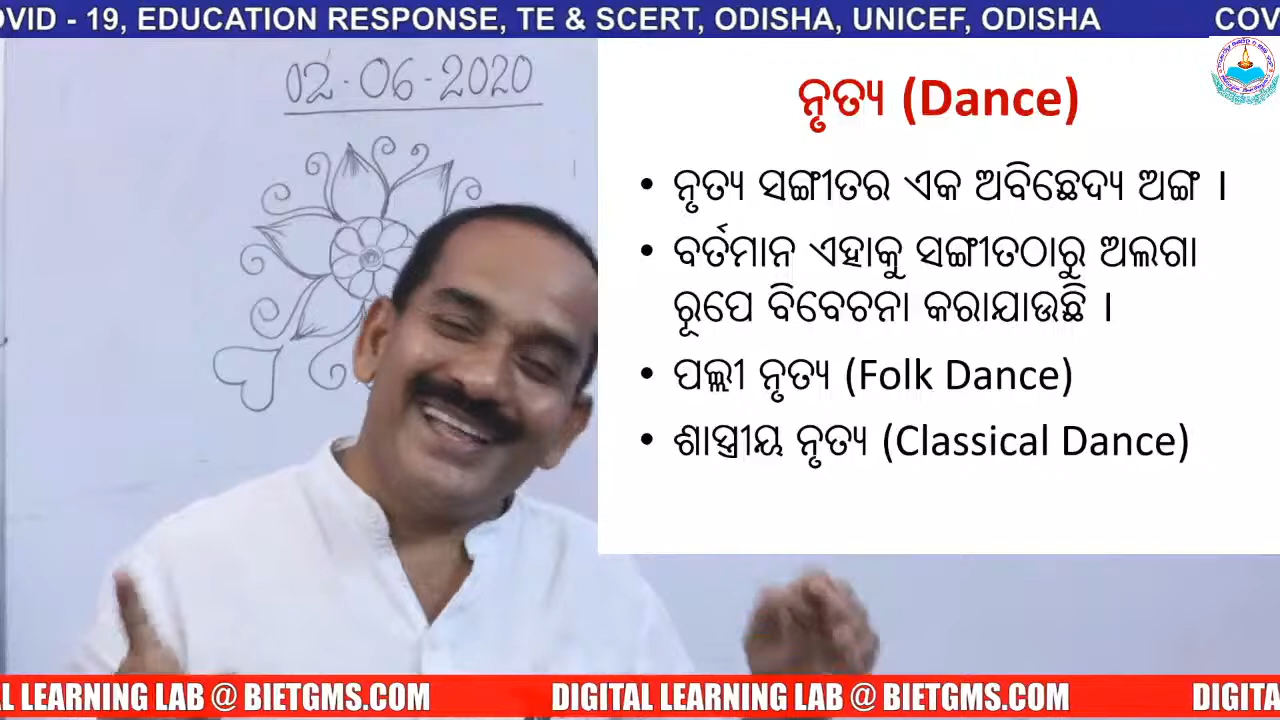 OVID - 19, EDUCATION RESPONSE, TE & SCERT, ODISHA, UNICEF, ODISHA COV
02-06-2020
ନୃତ୍ୟ (Dance)
• ନୃତ୍ୟ ସଙ୍ଗୀତର ଏକ ଅବିଛେଦ୍ୟ ଅଙ୍ଗ ।
• ବର୍ତମାନ ଏହାକୁ ସଙ୍ଗୀତଠାରୁ ଅଲଗା
ରୂପେ ବିବେଚନା କରାଯାଉଛି ।
• ପଲ୍ଲୀ ନୃତ୍ୟ (Folk Dance)
• ଶାସ୍ତ୍ରୀୟ ନୃତ୍ୟ (Classical Dance)
AL LEARNING LAB @ BIETGMS.COM DIGITAL LEARNING LAB @ BIETGMS.COM DIGITA